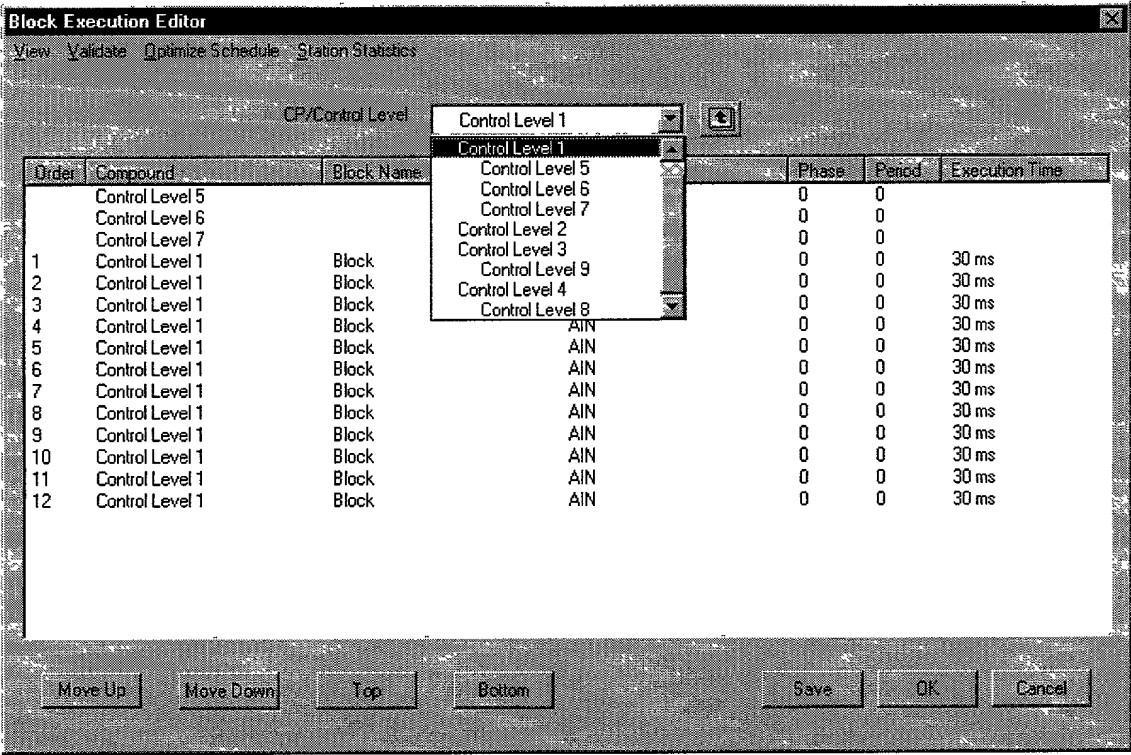 Block Execution Editor
View Validate Optimize Schedule Station Statistics
CP/Control Level Control Level 1
Control Level 1
Control Level 5
Control Level 6
Control Level 7
Control Level 2
Control Level 3
Control Level 9
Control Level 4
Control Level 8
Order Compound Block Name Phase Period Execution Time
Control Level 5 0 0
Control Level 6 0 0
Control Level 7 0 0
1 Control Level 1 Block 0 0 30 ms
2 Control Level 1 Block 0 0 30 ms
3 Control Level 1 Block 0 0 30 ms
4 Control Level 1 Block AIN 0 0 30 ms
5 Control Level 1 Block AIN 0 0 30 ms
6 Control Level 1 Block AIN 0 0 30 ms
7 Control Level 1 Block AIN 0 0 30 ms
8 Control Level 1 Block AIN 0 0 30 ms
9 Control Level 1 Block AIN 0 0 30 ms
10 Control Level 1 Block AIN 0 0 30 ms
11 Control Level 1 Block AIN 0 0 30 ms
12 Control Level 1 Block AIN 0 0 30 ms
Move Up Move Down Top Bottom Save OK Cancel